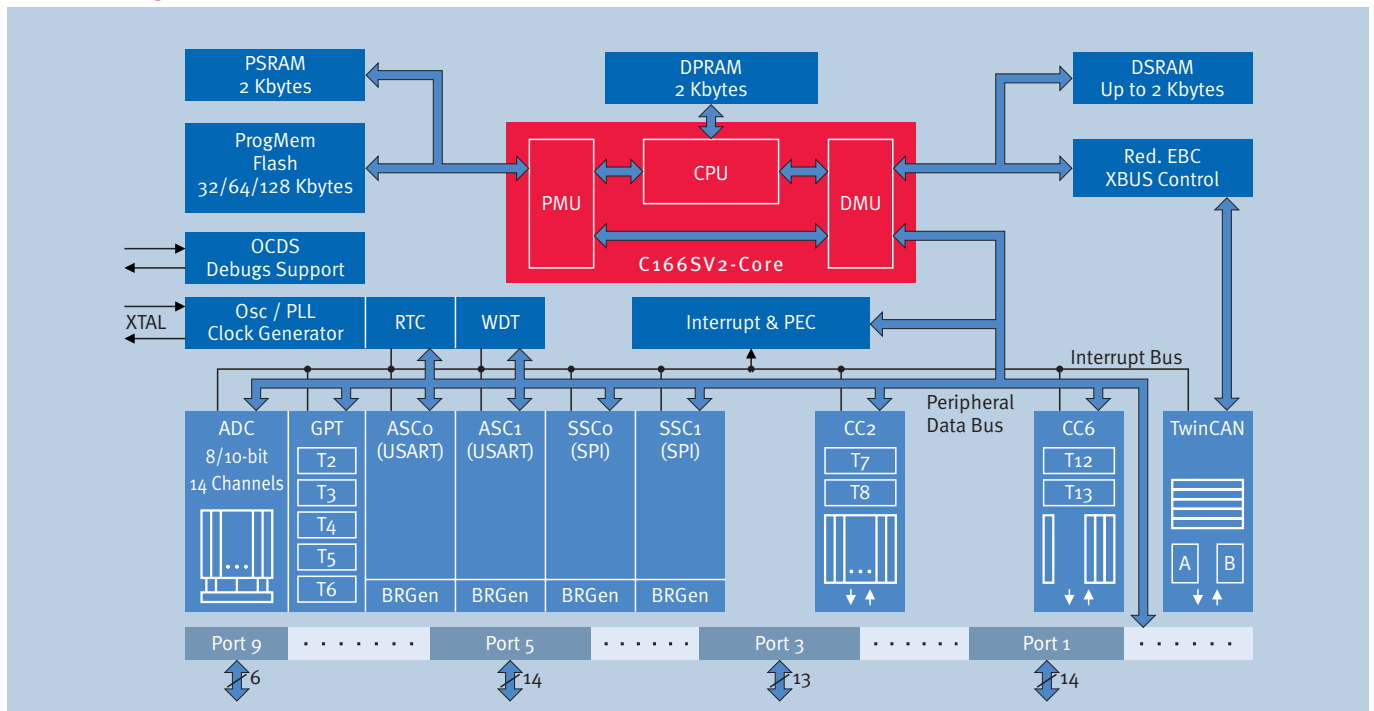 PSRAM
2 Kbytes
DPRAM
2 Kbytes
DSRAM
Up to 2 Kbytes
ProgMem
Flash
32/64/128 Kbytes
PMU
CPU
DMU
C166SV2-Core
Red. EBC
XBUS Control
OCDS
Debugs Support
XTAL
Osc / PLL
Clock Generator
RTC
WDT
Interrupt & PEC
Interrupt Bus
Peripheral
Data Bus
ADC
8/10-bit
14 Channels
GPT
T2
T3
T4
T5
T6
ASC0
(USART)
BRGen
ASC1
(USART)
BRGen
SSC0
(SPI)
BRGen
SSC1
(SPI)
BRGen
CC2
T7
T8
CC6
T12
T13
TwinCAN
A
B
Port 9
Port 5
Port 3
Port 1
6
14
13
14